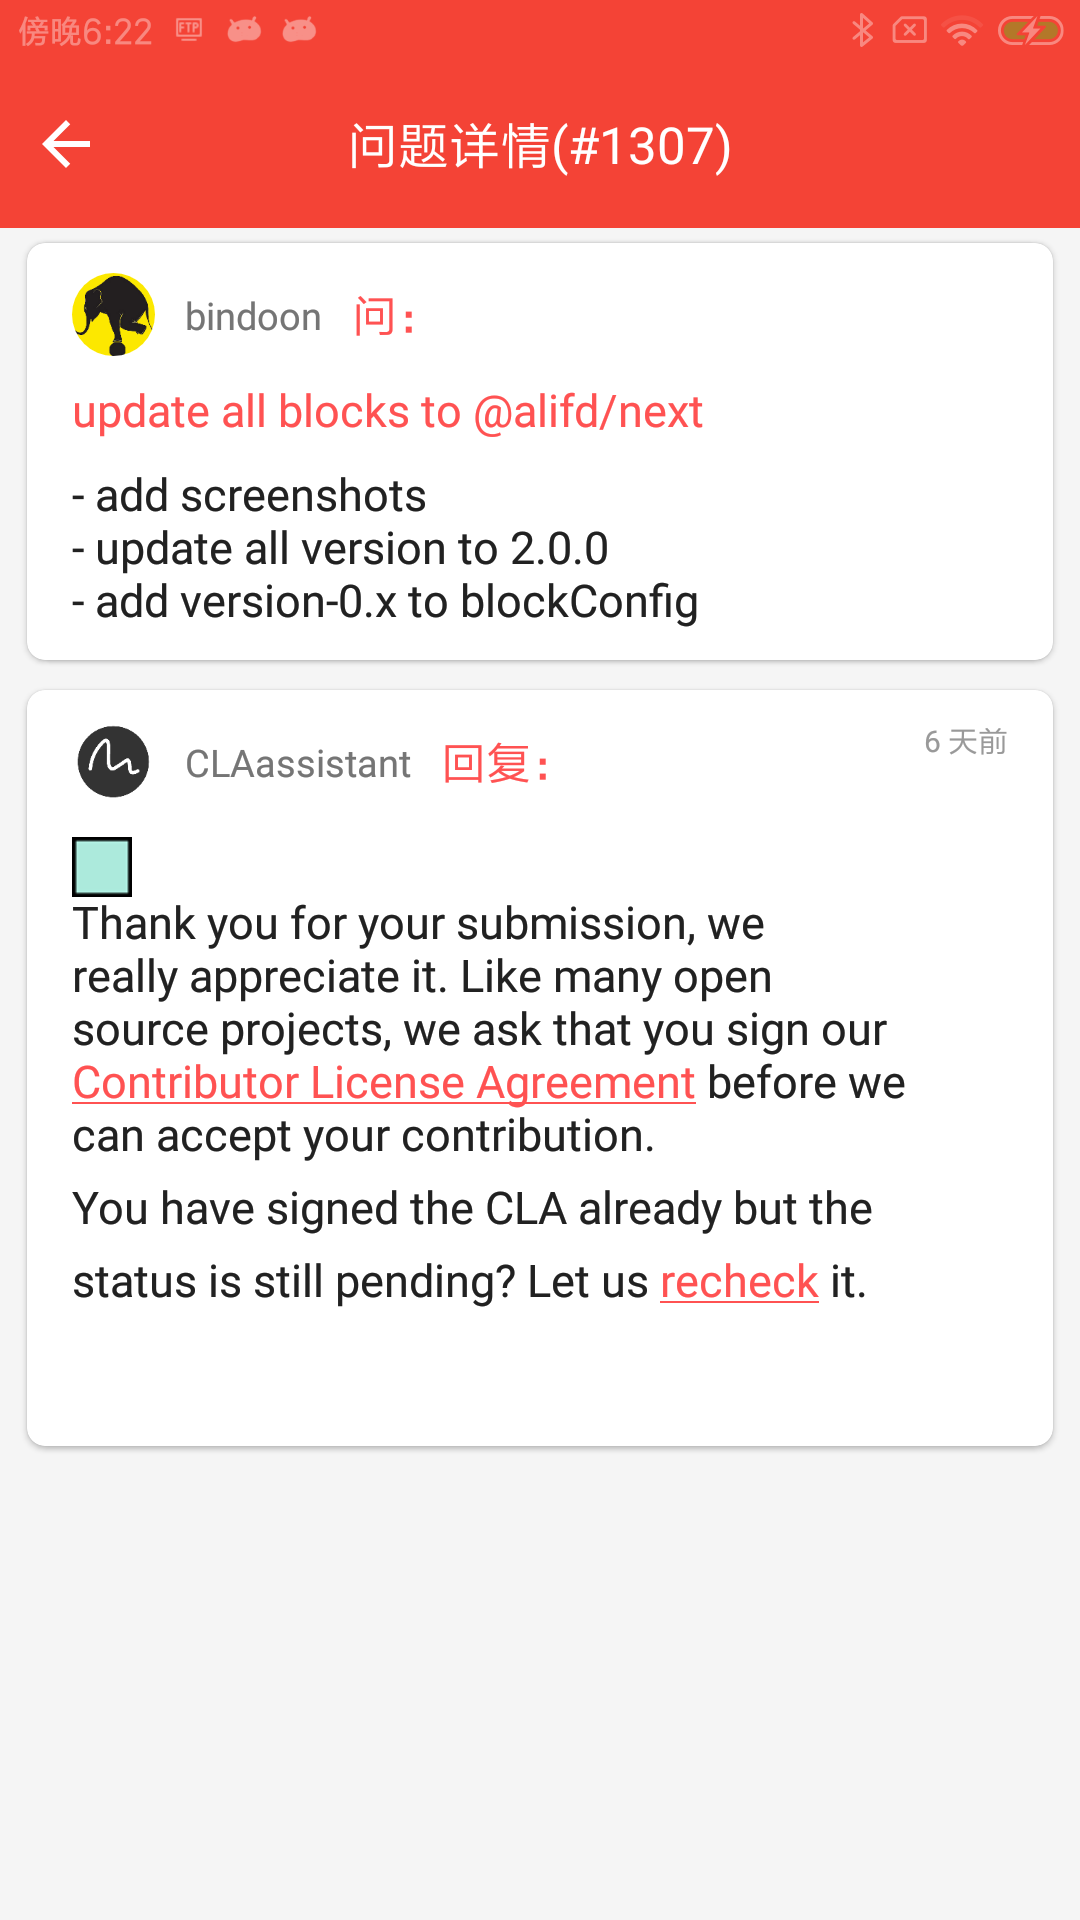 傍晚6:22 FTP
问题详情(#1307)
bindoon 问：
update all blocks to @alifd/next
- add screenshots
- update all version to 2.0.0
- add version-0.x to blockConfig
CLAassistant 回复：
6 天前
Thank you for your submission, we
really appreciate it. Like many open
source projects, we ask that you sign our
Contributor License Agreement before we
can accept your contribution.
You have signed the CLA already but the
status is still pending? Let us recheck it.